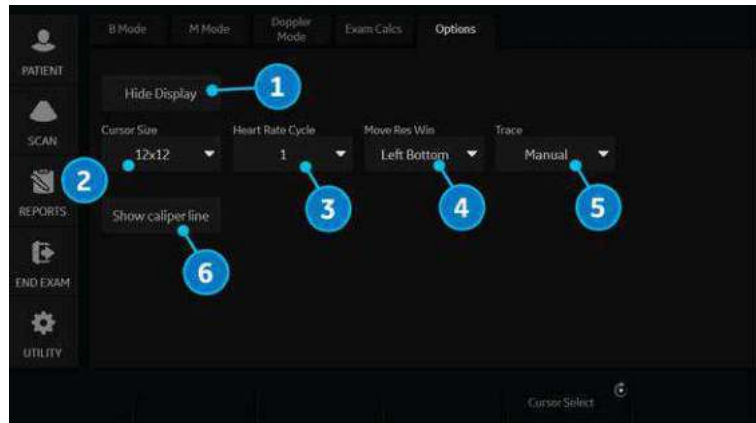 B Mode
M Mode
Doppler
Mode
Exam Calcs
Options
PATIENT
SCAN
REPORTS
END EXAM
UTILITY
Hide Display
1
Cursor Size
Heart Rate Cycle
Move Res Win
Trace
12x12
1
Left Bottom
Manual
2
3
4
5
Show caliper line
6
Cursor Select